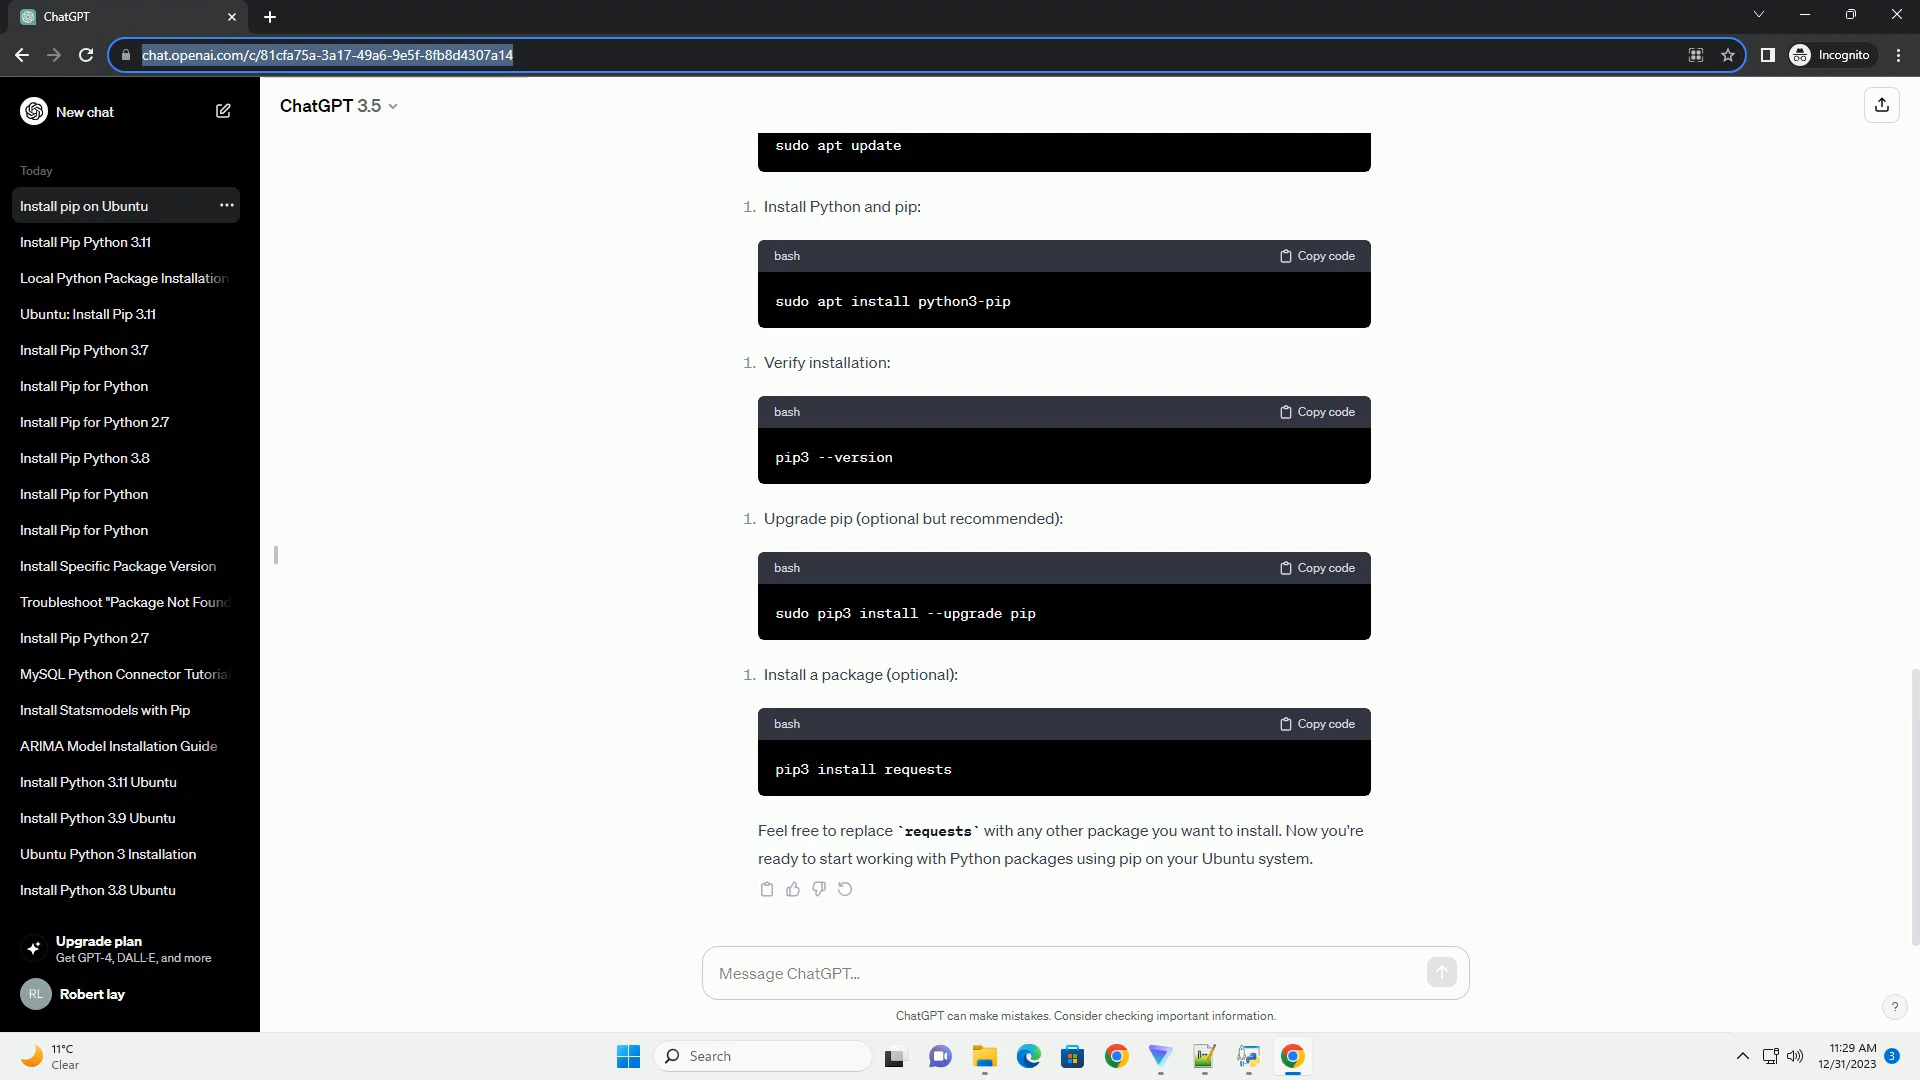 ChatGPT
chat.openai.com/c/81cfa75a-3a17-49a6-9e5f-8fb8d4307a14
Incognito
New chat
Today
Install pip on Ubuntu
Install Pip Python 3.11
Local Python Package Installation
Ubuntu: Install Pip 3.11
Install Pip Python 3.7
Install Pip for Python
Install Pip for Python 2.7
Install Pip Python 3.8
Install Pip for Python
Install Pip for Python
Install Specific Package Version
Troubleshoot "Package Not Found
Install Pip Python 2.7
MySQL Python Connector Tutorial
Install Statsmodels with Pip
ARIMA Model Installation Guide
Install Python 3.11 Ubuntu
Install Python 3.9 Ubuntu
Ubuntu Python 3 Installation
Install Python 3.8 Ubuntu
Upgrade plan
Get GPT-4, DALL·E, and more
RL Robert lay
ChatGPT 3.5
sudo apt update
1. Install Python and pip:
bash Copy code
sudo apt install python3-pip
1. Verify installation:
bash Copy code
pip3 --version
1. Upgrade pip (optional but recommended):
bash Copy code
sudo pip3 install --upgrade pip
1. Install a package (optional):
bash Copy code
pip3 install requests
Feel free to replace `requests` with any other package you want to install. Now you're
ready to start working with Python packages using pip on your Ubuntu system.
Message ChatGPT...
ChatGPT can make mistakes. Consider checking important information.
?
11°C
Clear
Search
11:29 AM
12/31/2023
3